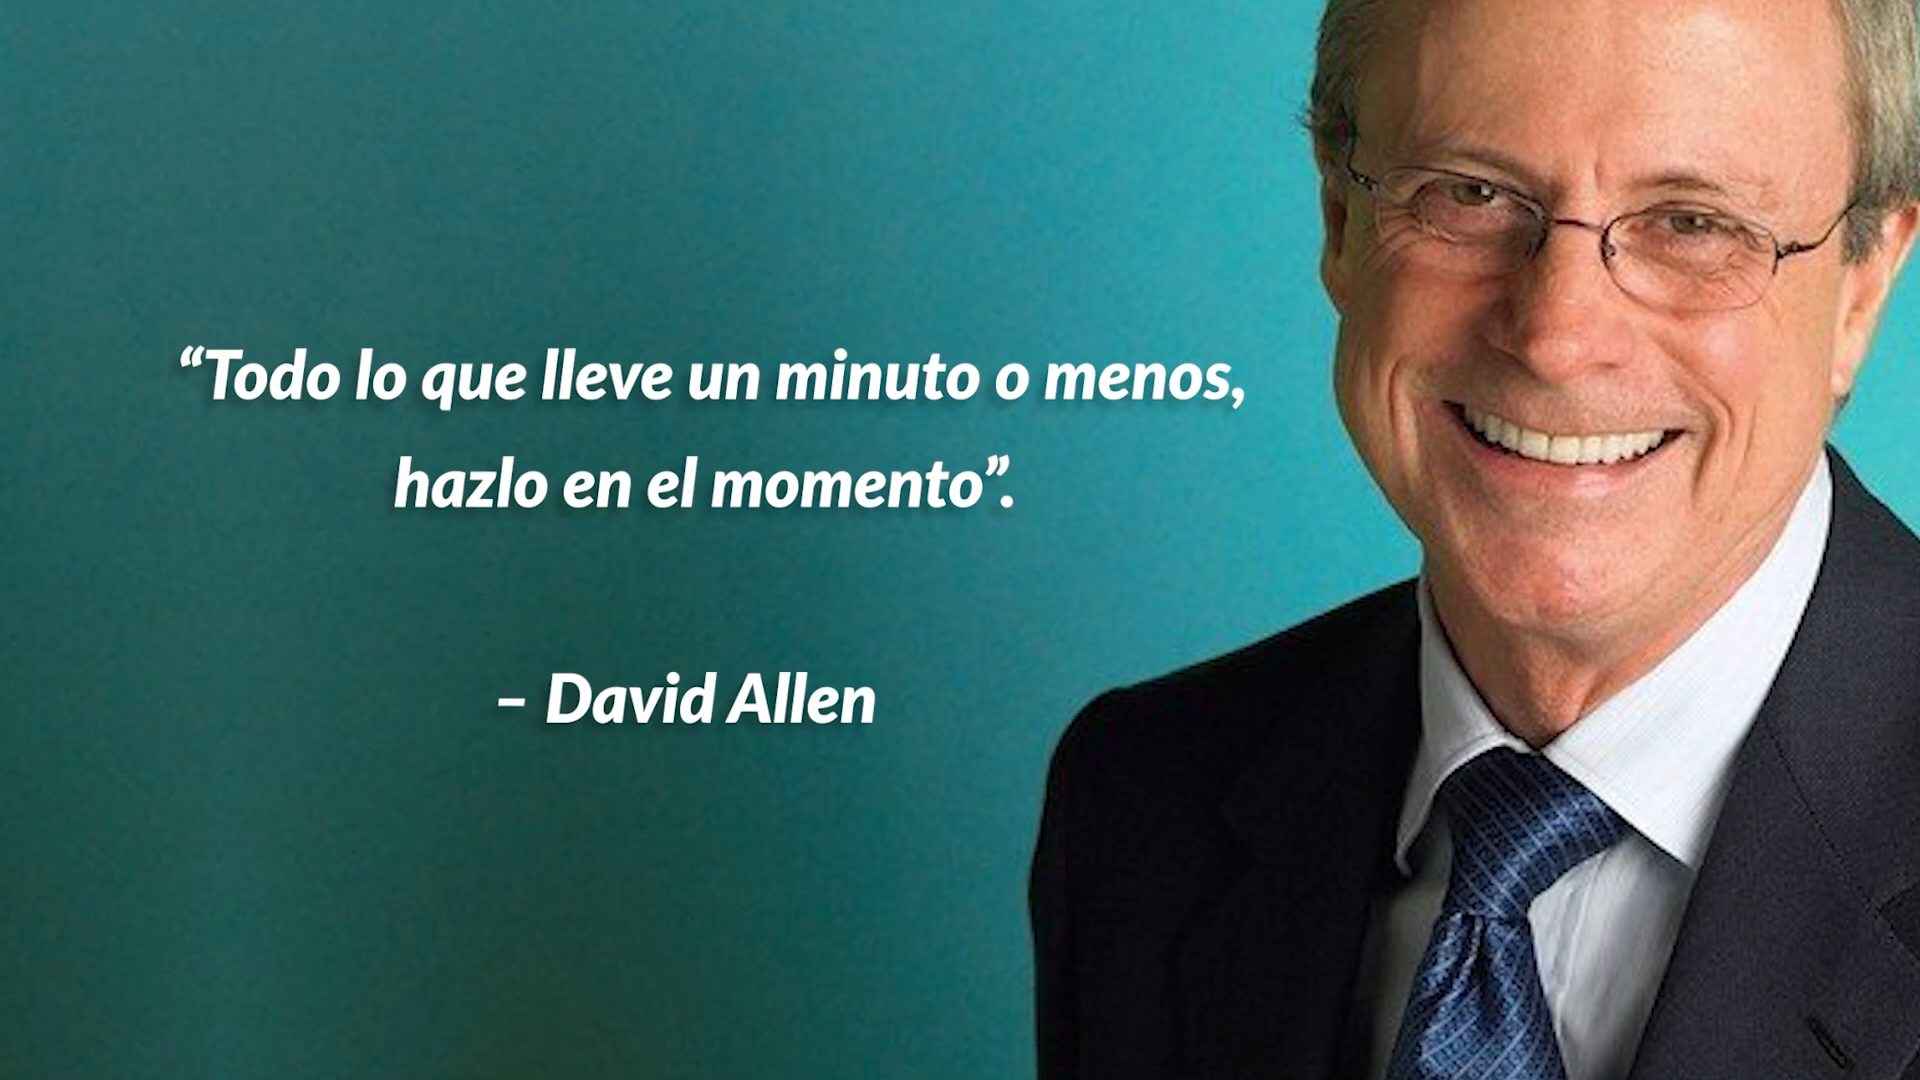 “Todo lo que lleve un minuto o menos,
hazlo en el momento”.
– David Allen